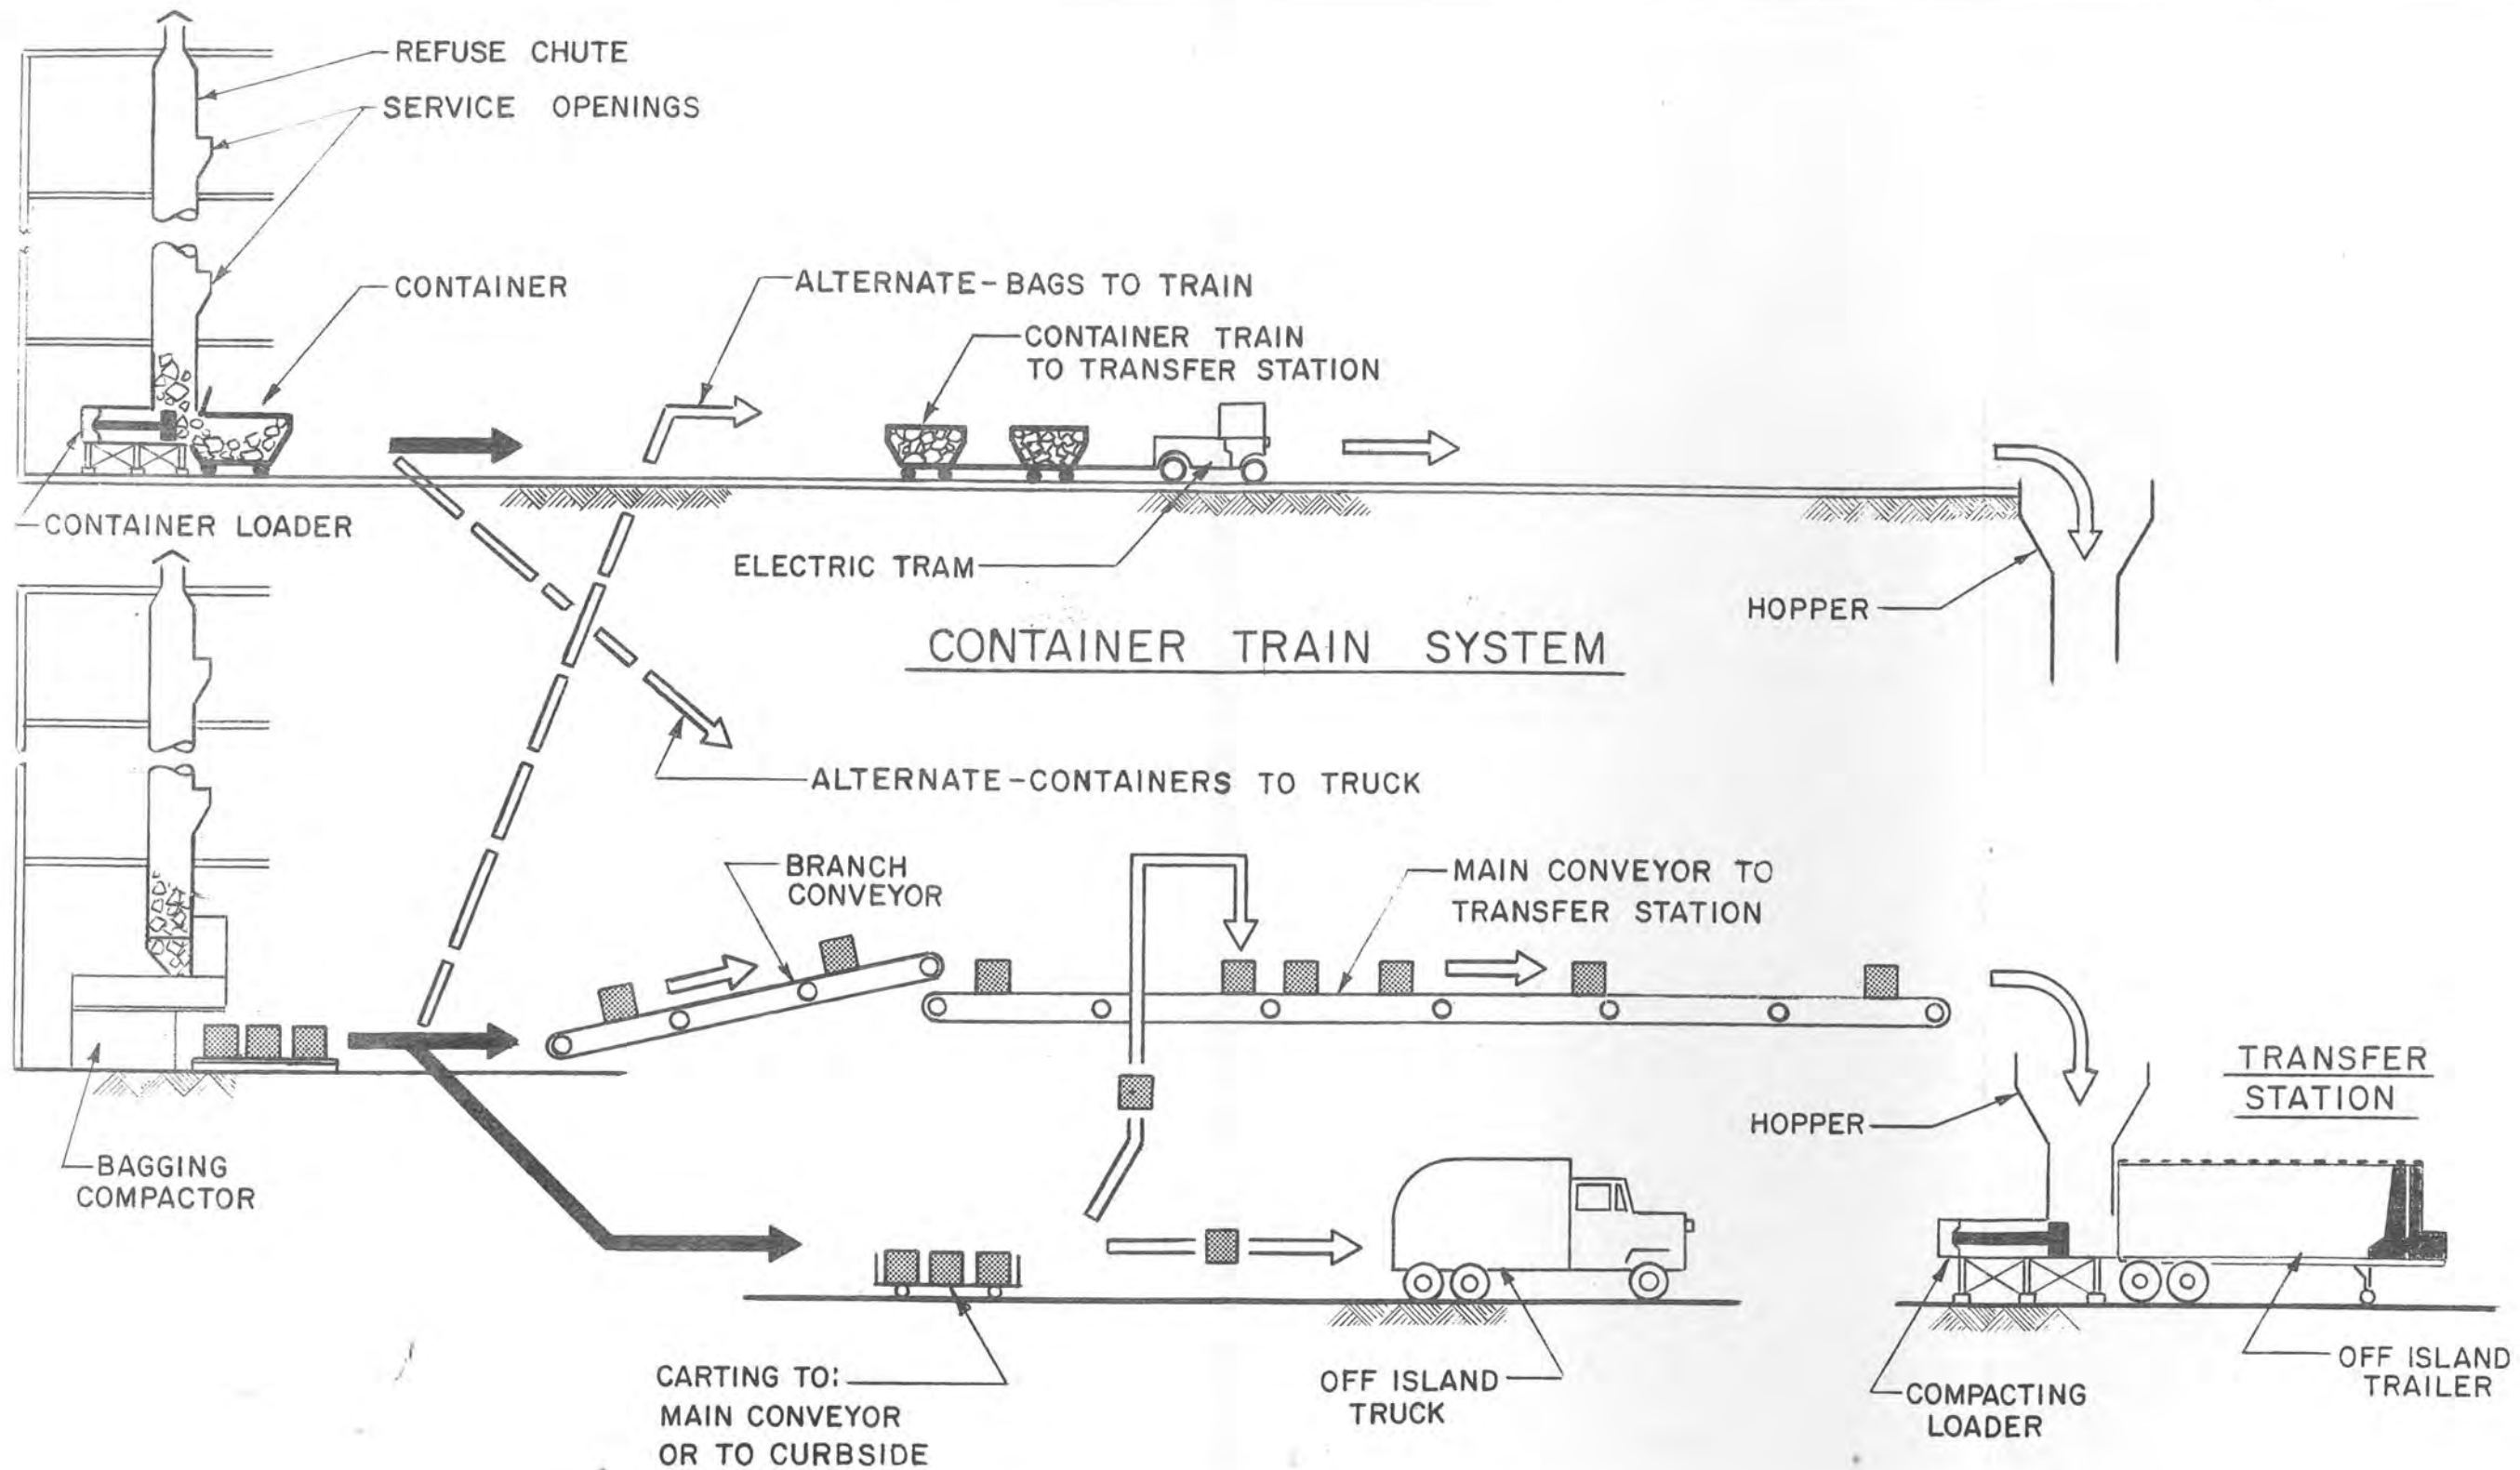 REFUSE CHUTE
SERVICE OPENINGS
CONTAINER
ALTERNATE-BAGS TO TRAIN
CONTAINER TRAIN
TO TRANSFER STATION
CONTAINER LOADER
ELECTRIC TRAM
HOPPER
CONTAINER TRAIN SYSTEM
ALTERNATE-CONTAINERS TO TRUCK
BRANCH
CONVEYOR
MAIN CONVEYOR TO
TRANSFER STATION
TRANSFER
STATION
HOPPER
BAGGING
COMPACTOR
CARTING TO:
MAIN CONVEYOR
OR TO CURBSIDE
OFF ISLAND
TRUCK
COMPACTING
LOADER
OFF ISLAND
TRAILER